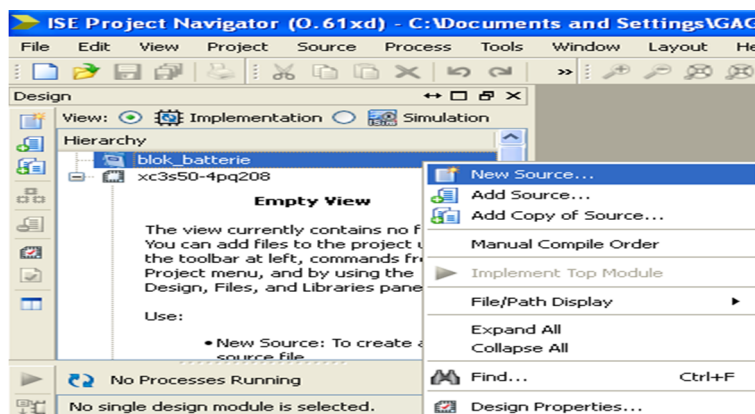 ISE Project Navigator (O.61xd) - C:\Documents and Settings\GAG
File Edit View Project Source Process Tools Window Layout He
Design
View: Implementation Simulation
Hierarchy
blok_batterie
xc3s50-4pq208
Empty View
The view currently contains no f
You can add files to the project u
the toolbar at left, commands fr
Project menu, and by using the
Design, Files, and Libraries pane
Use:
• New Source: To create a
source file
New Source...
Add Source...
Add Copy of Source...
Manual Compile Order
Implement Top Module
File/Path Display
Expand All
Collapse All
Find... Ctrl+F
Design Properties...
No Processes Running
No single design module is selected.